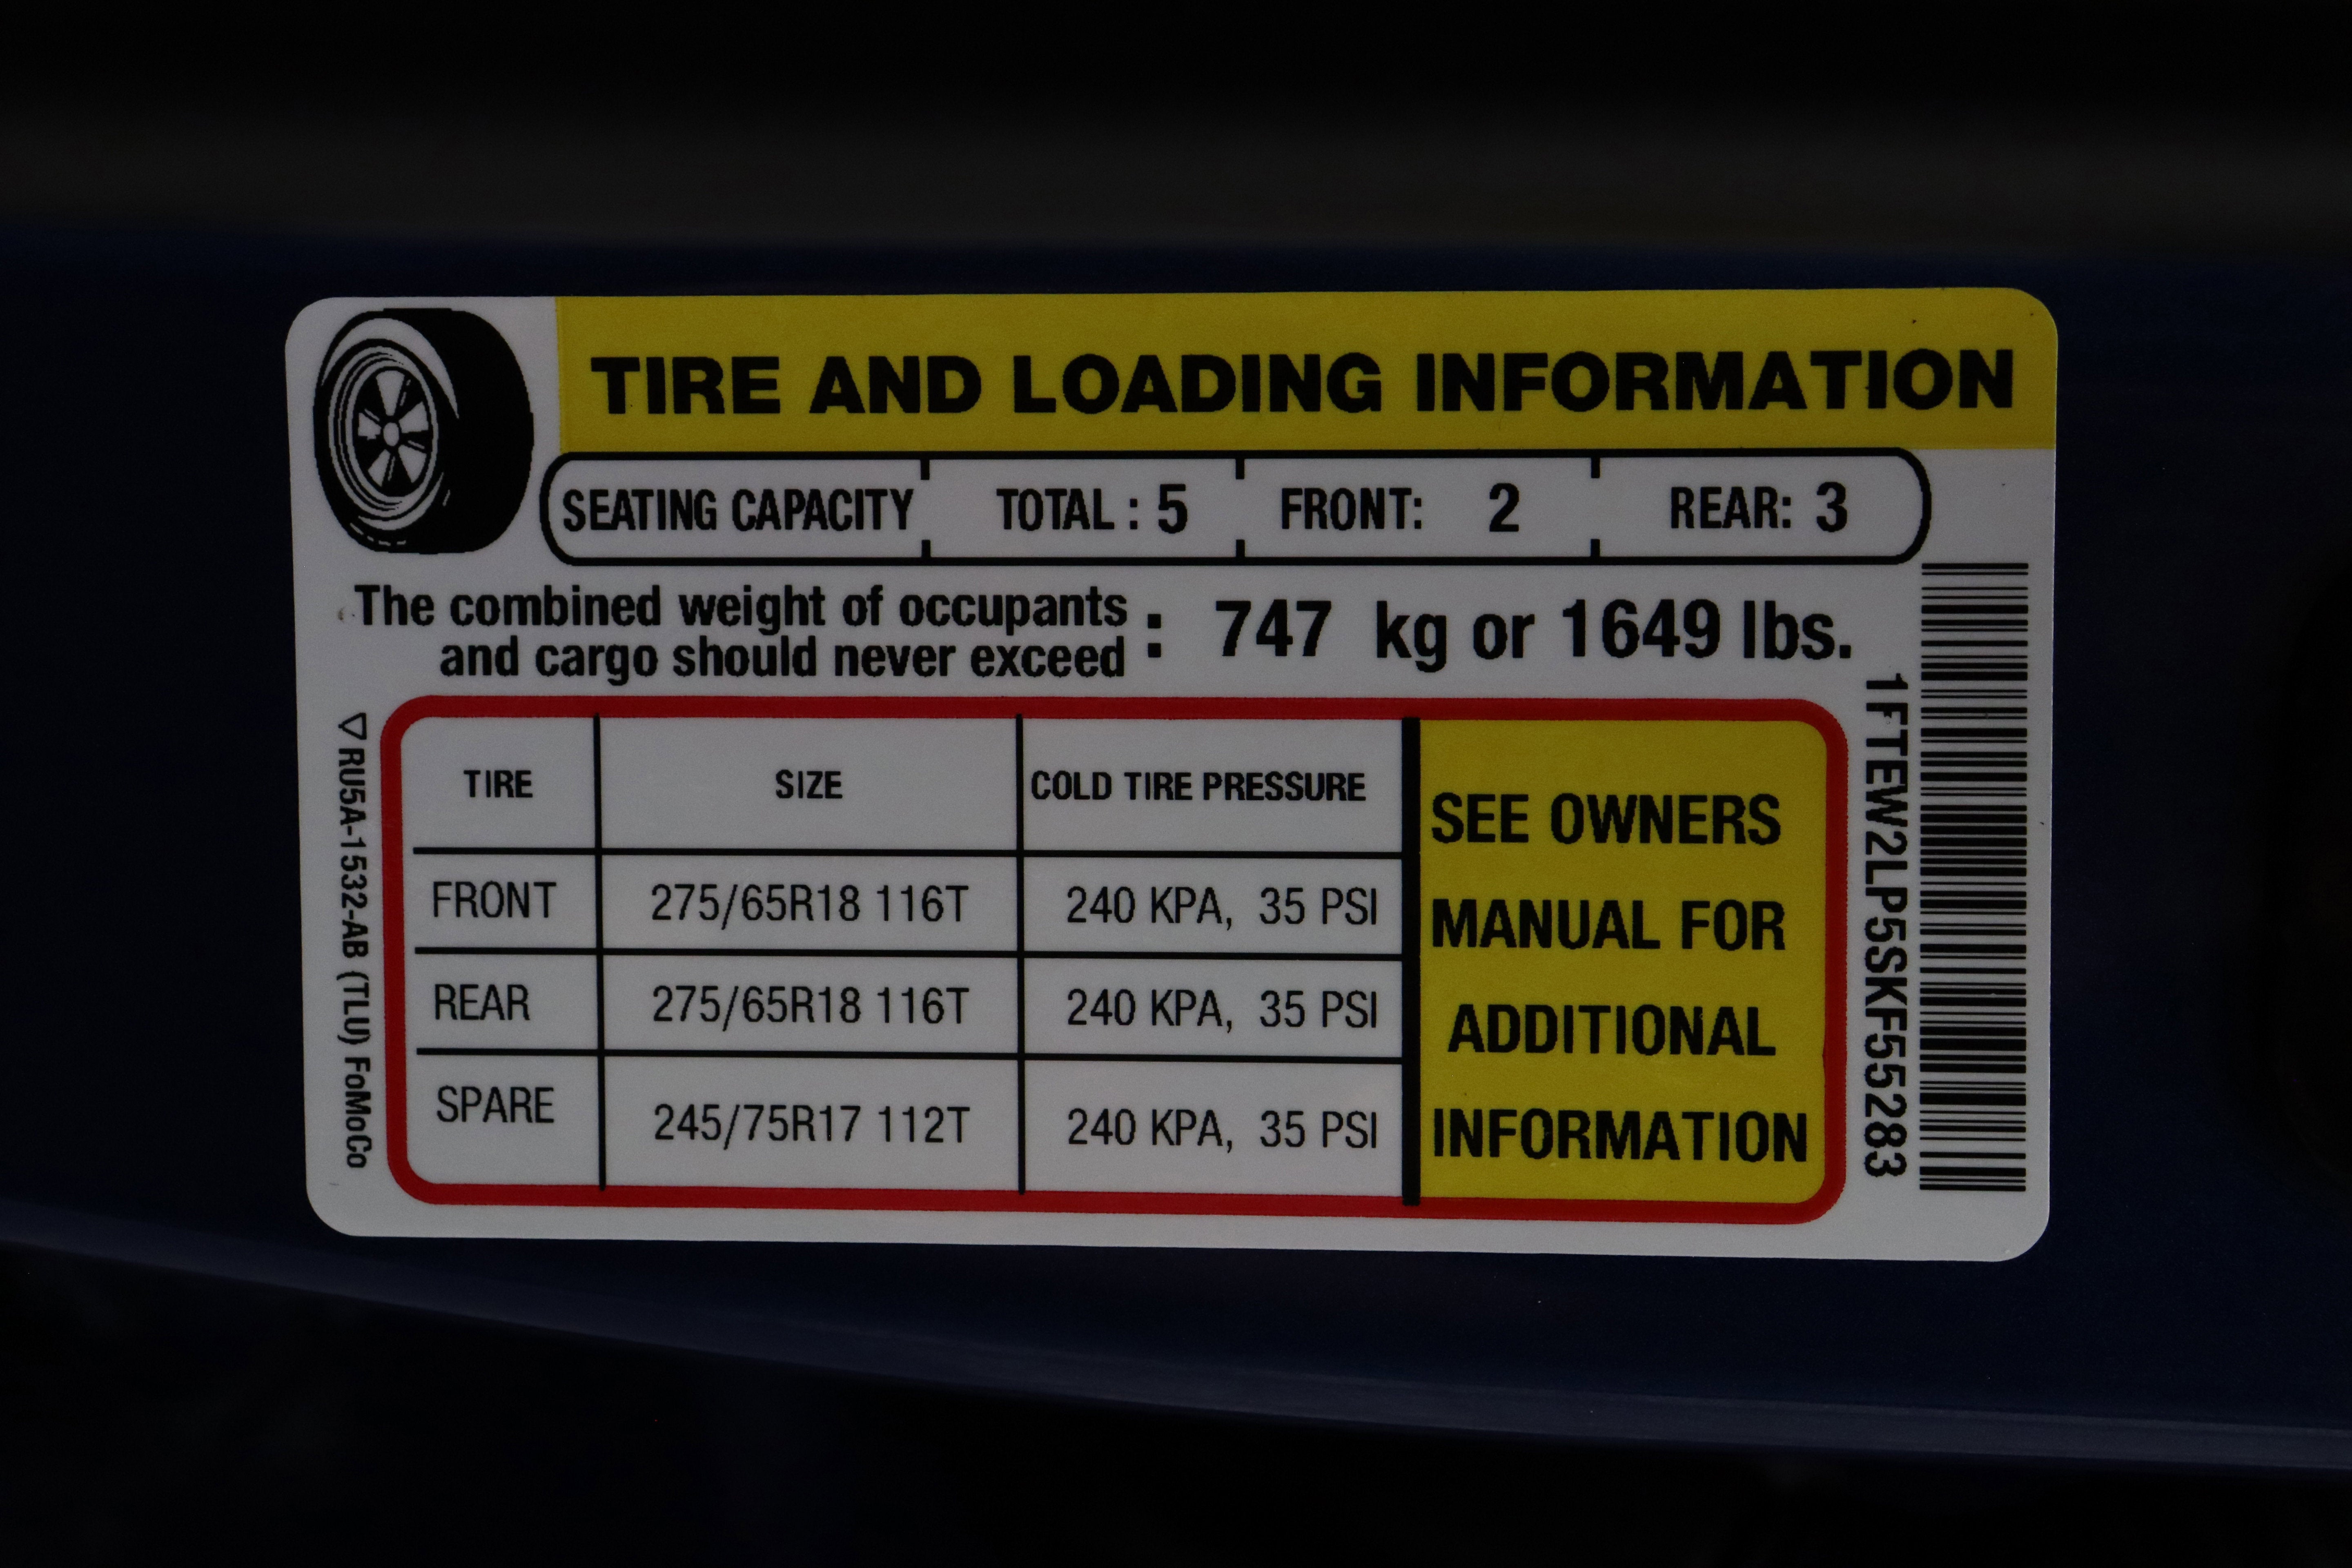 TIRE AND LOADING INFORMATION
SEATING CAPACITY TOTAL : 5 FRONT: 2 REAR: 3
The combined weight of occupants
and cargo should never exceed : 747 kg or 1649 lbs.
TIRE SIZE COLD TIRE PRESSURE
FRONT 275/65R18 116T 240 KPA, 35 PSI
REAR 275/65R18 116T 240 KPA, 35 PSI
SPARE 245/75R17 112T 240 KPA, 35 PSI
SEE OWNERS
MANUAL FOR
ADDITIONAL
INFORMATION
1FTEW2LP5SKF55283
RU5A-1532-AB (TLU) FoMoCo